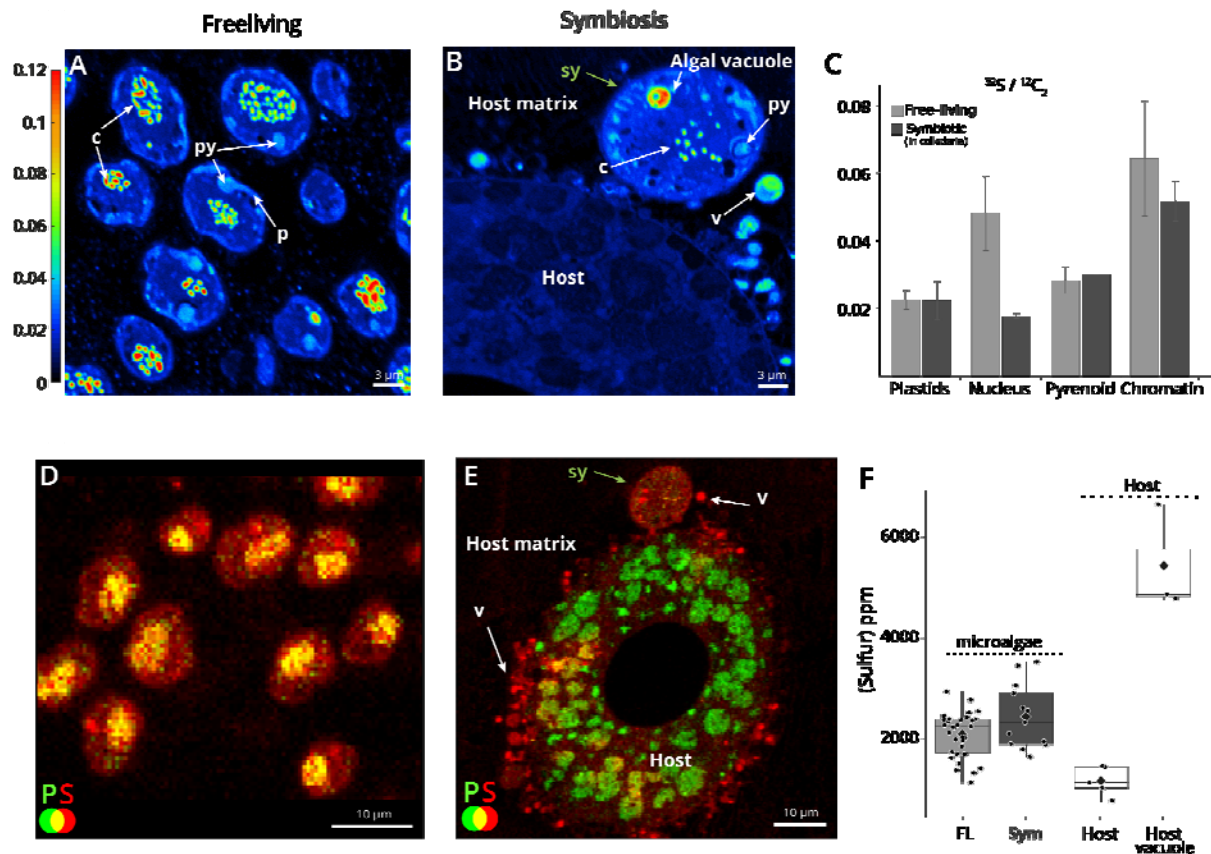 Freeliving
Symbiosis
0.12
0.1
0.08
0.06
0.04
0.02
0
A
c
py
p
3 μm
B
sy
Algal vacuole
Host matrix
py
c
v
Host
3 μm
C
³²S / ¹²C₂
Free-living
Symbiotic
(in collodaria)
0.08
0.06
0.04
0.02
Plastids
Nucleus
Pyrenoid
Chromatin
D
P S
10 μm
E
sy
v
Host matrix
v
Host
P S
10 μm
F
Host
6000
4000
2000
(Sulfur) ppm
microalgae
FL
Sym
Host
Host
vacuole